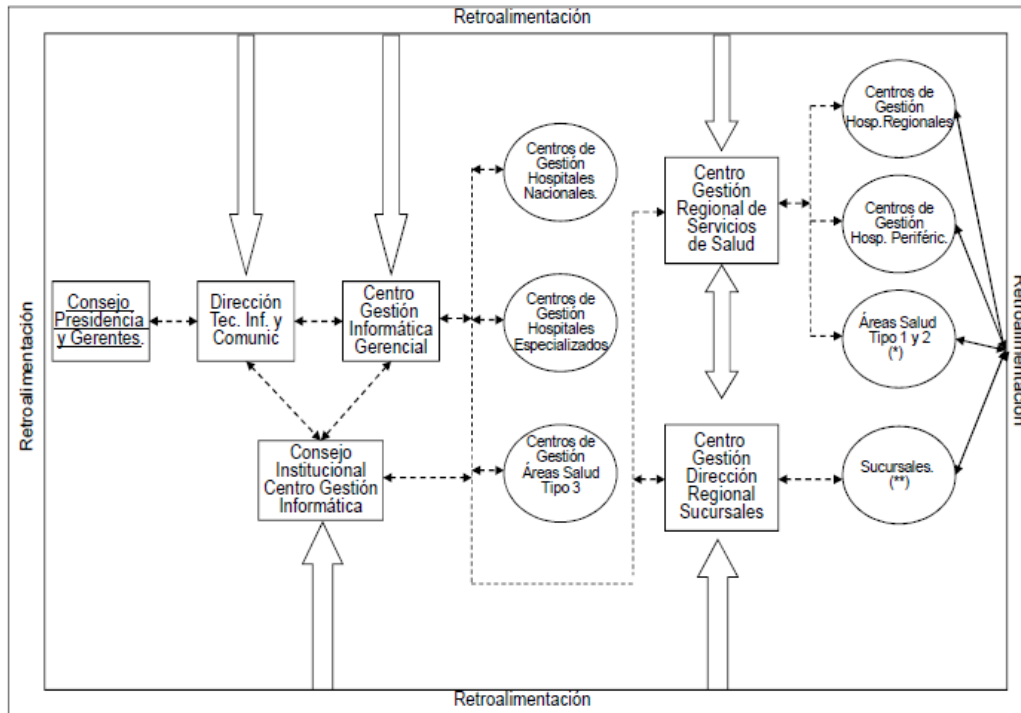 Retroalimentación
Retroalimentación
Consejo
Presidencia
y Gerentes.
Dirección
Tec. Inf. y
Comunic
Centro
Gestión
Informática
Gerencial
Consejo
Institucional
Centro Gestión
Informática
Centros de
Gestión
Hospitales
Nacionales.
Centros de
Gestión
Hospitales
Especializados
Centros de
Gestión
Áreas Salud
Tipo 3
Centro
Gestión
Regional de
Servicios
de Salud
Centro
Gestión
Dirección
Regional
Sucursales
Centros de
Gestión
Hosp.Regionales
Centros de
Gestión
Hosp. Periféric.
Áreas Salud
Tipo 1 y 2
(*)
Sucursales.
(**)
Retroalimentación
Retroalimentación